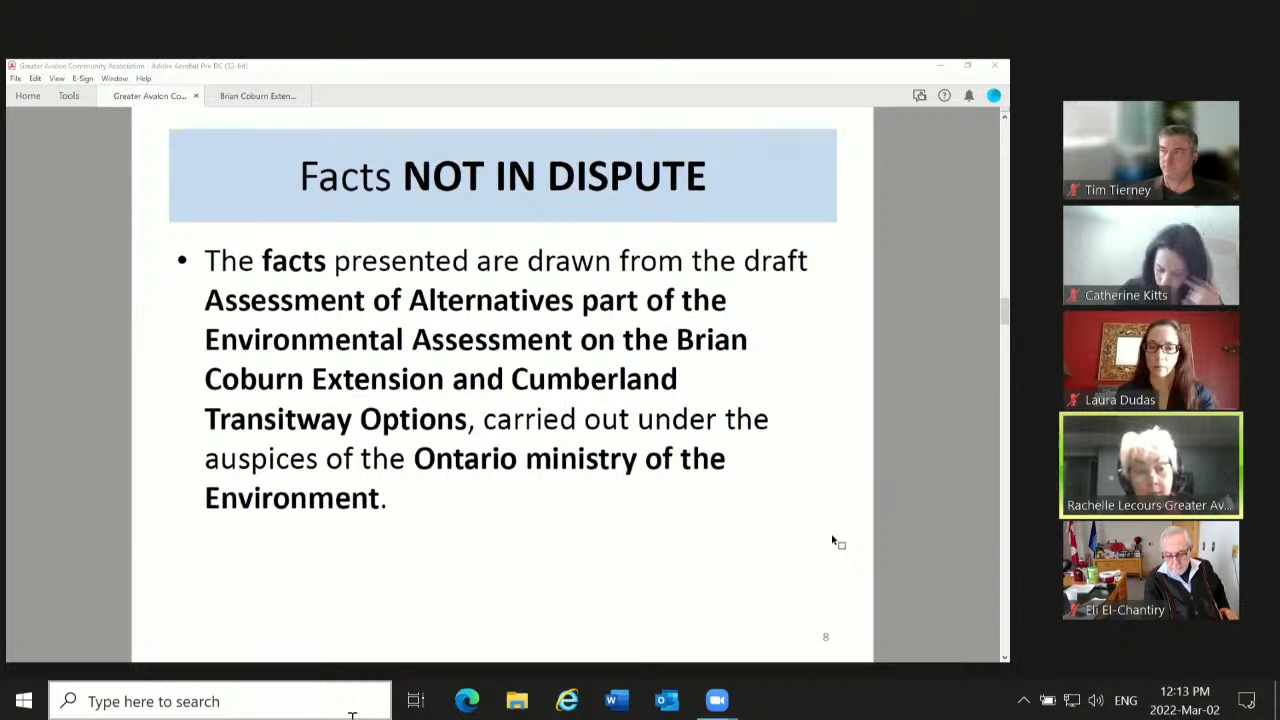 Greater Avalon Community Association - Adobe Acrobat Pro DC (32-bit)
File Edit View E-Sign Window Help
Home Tools Greater Avalon Co... × Brian Coburn Exten...
Facts NOT IN DISPUTE
• The facts presented are drawn from the draft
Assessment of Alternatives part of the
Environmental Assessment on the Brian
Coburn Extension and Cumberland
Transitway Options, carried out under the
auspices of the Ontario ministry of the
Environment.
8
Tim Tierney
Catherine Kitts
Laura Dudas
Rachelle Lecours Greater Av...
Eli El-Chantiry
Type here to search
ENG
12:13 PM
2022-Mar-02